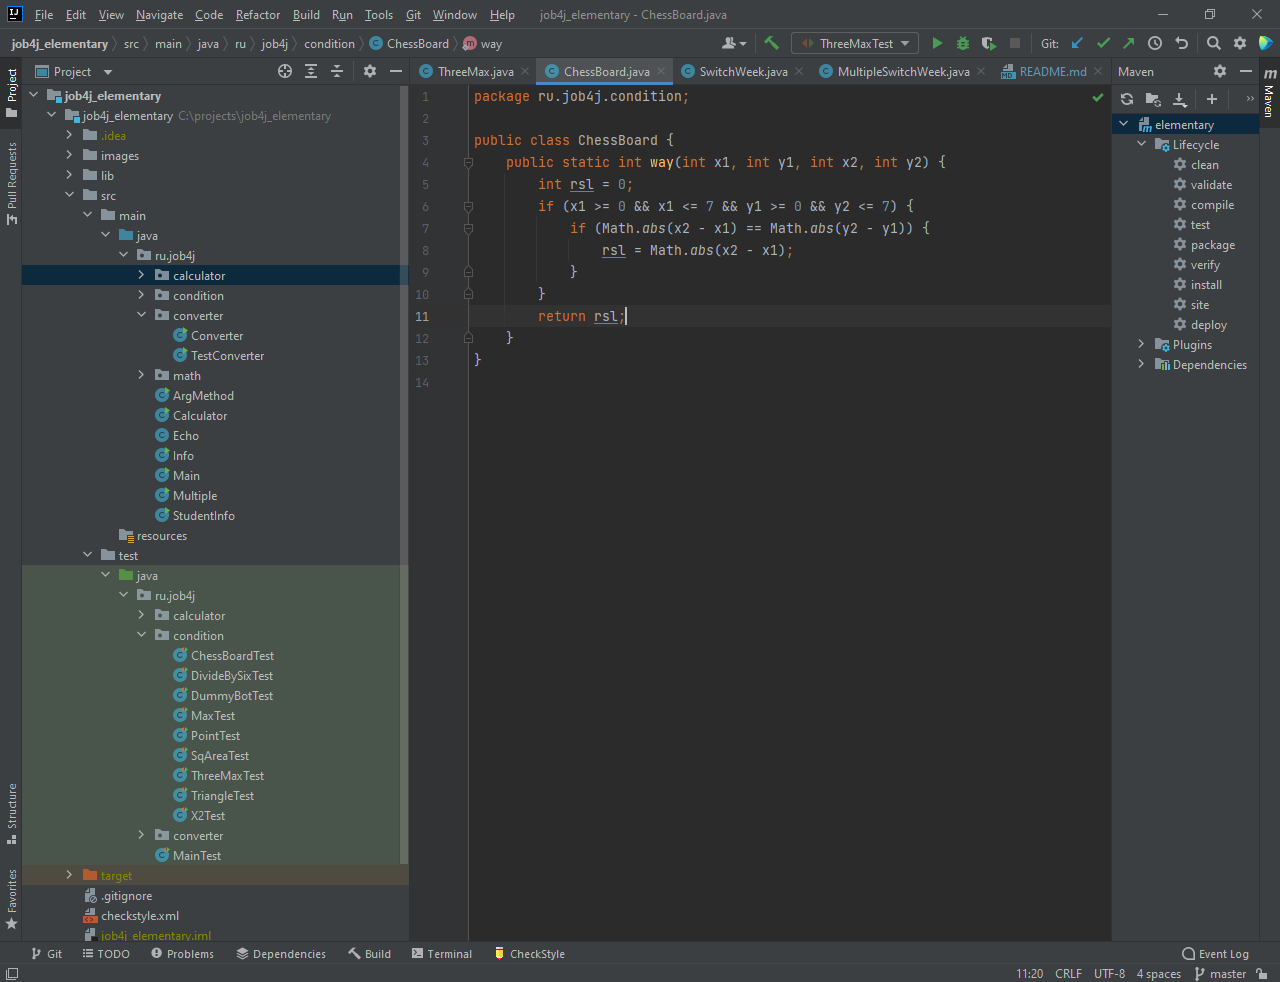 File Edit View Navigate Code Refactor Build Run Tools Git Window Help job4j_elementary - ChessBoard.java
job4j_elementary src main java ru job4j condition ChessBoard way ThreeMaxTest Git:
Project
ThreeMax.java ChessBoard.java SwitchWeek.java MultipleSwitchWeek.java README.md
Maven
Project
Pull Requests
Structure
Favorites
job4j_elementary
job4j_elementary C:\projects\job4j_elementary
.idea
images
lib
src
main
java
ru.job4j
calculator
condition
converter
Converter
TestConverter
math
ArgMethod
Calculator
Echo
Info
Main
Multiple
StudentInfo
resources
test
java
ru.job4j
calculator
condition
ChessBoardTest
DivideBySixTest
DummyBotTest
MaxTest
PointTest
SqAreaTest
ThreeMaxTest
TriangleTest
X2Test
converter
MainTest
target
.gitignore
checkstyle.xml
job4j_elementary.iml
1 package ru.job4j.condition;
2
3 public class ChessBoard {
4 public static int way(int x1, int y1, int x2, int y2) {
5 int rsl = 0;
6 if (x1 >= 0 && x1 <= 7 && y1 >= 0 && y2 <= 7) {
7 if (Math.abs(x2 - x1) == Math.abs(y2 - y1)) {
8 rsl = Math.abs(x2 - x1);
9 }
10 }
11 return rsl;
12 }
13 }
14
elementary
Lifecycle
clean
validate
compile
test
package
verify
install
site
deploy
Plugins
Dependencies
Maven
Git TODO Problems Dependencies Build Terminal CheckStyle Event Log
11:20 CRLF UTF-8 4 spaces master